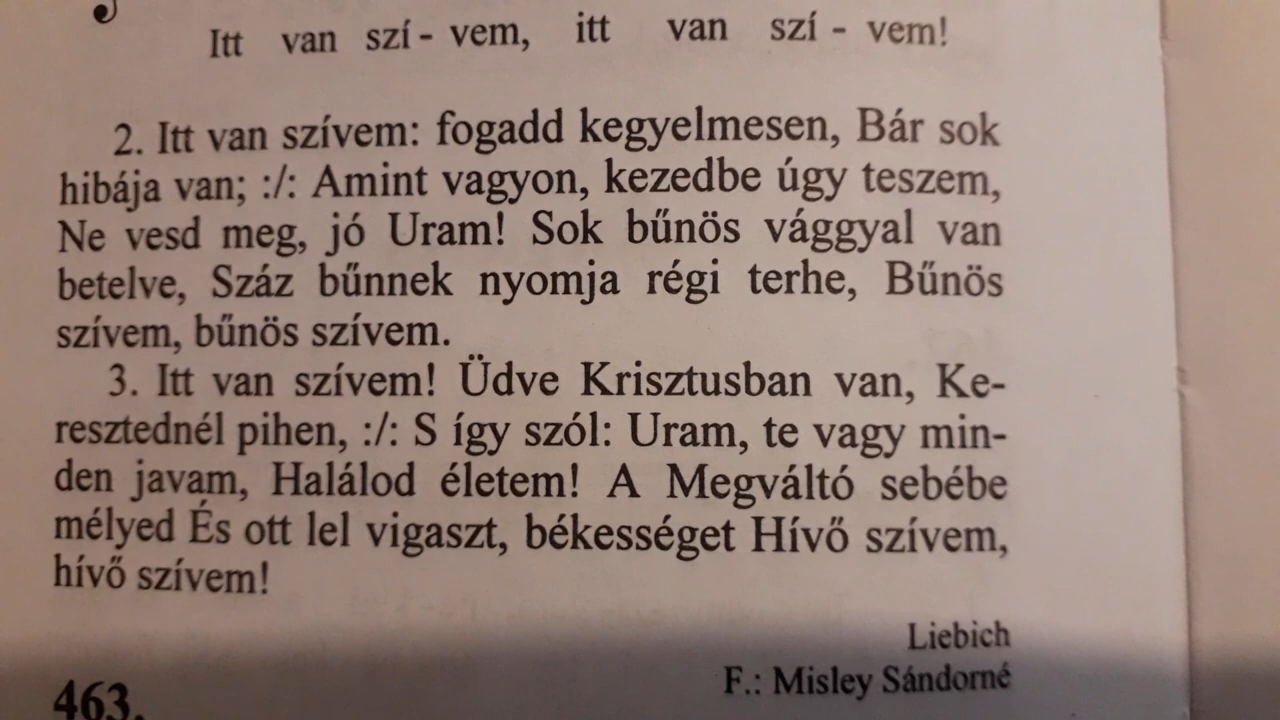 Itt van szí - vem, itt van szí - vem!
2. Itt van szívem: fogadd kegyelmesen, Bár sok
hibája van; :/: Amint vagyon, kezedbe úgy teszem,
Ne vesd meg, jó Uram! Sok bűnös vággyal van
betelve, Száz bűnnek nyomja régi terhe, Bűnös
szívem, bűnös szívem.
3. Itt van szívem! Üdve Krisztusban van, Ke-
resztednél pihen, :/: S így szól: Uram, te vagy min-
den javam, Halálod életem! A Megváltó sebébe
mélyed És ott lel vigaszt, békességet Hívő szívem,
hívő szívem!
Liebich
F.: Misley Sándorné
463.